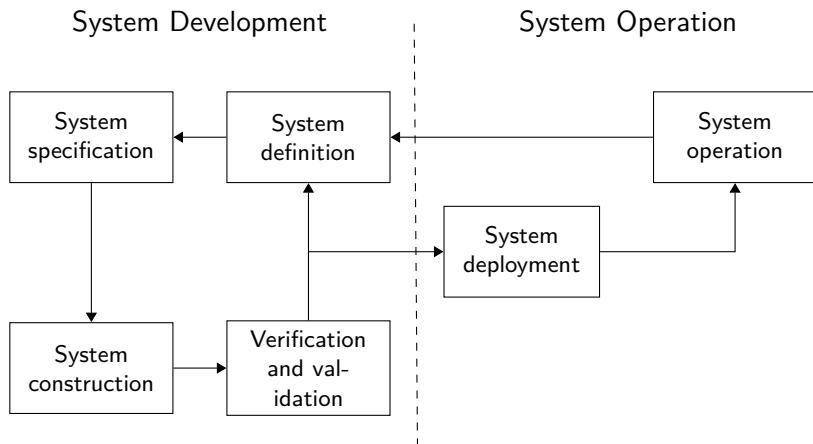 System Development
System Operation
System
specification
System
definition
System
operation
System
deployment
System
construction
Verification
and val-
idation